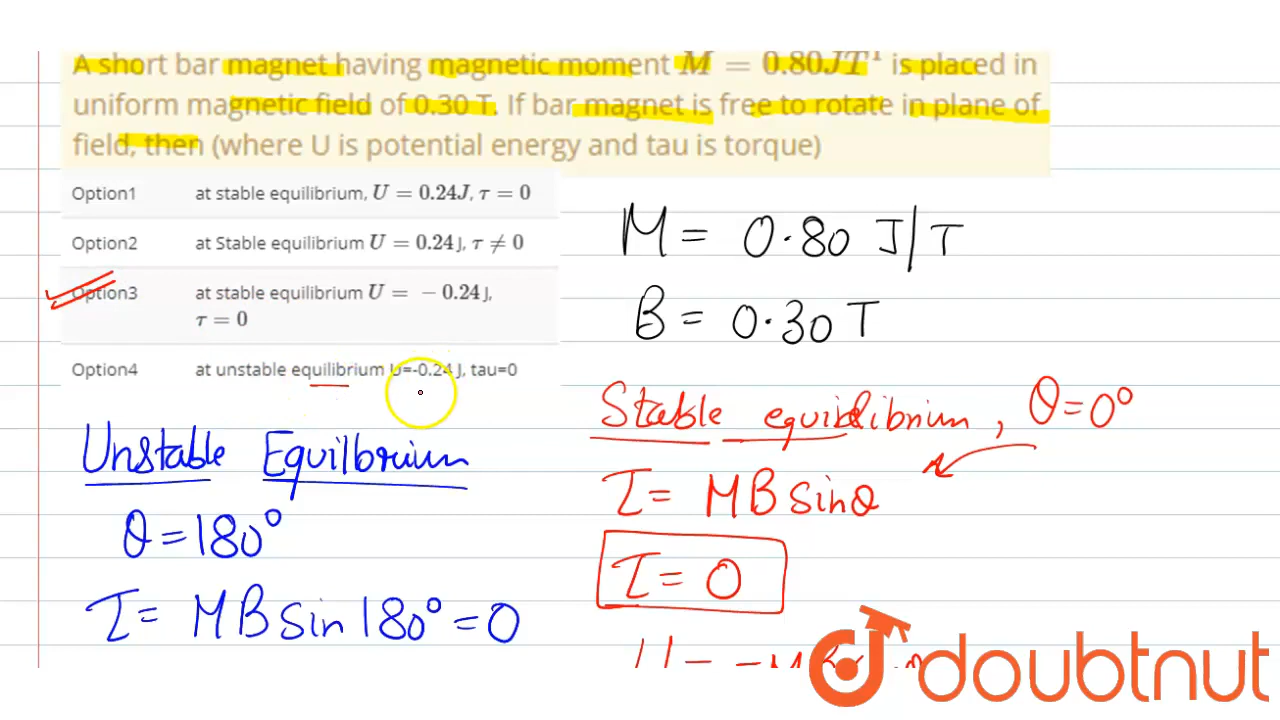 A short bar magnet having magnetic moment M = 0.80JT¹ is placed in
uniform magnetic field of 0.30 T. If bar magnet is free to rotate in plane of
field, then (where U is potential energy and tau is torque)
Option1 at stable equilibrium, U = 0.24J, τ = 0
Option2 at Stable equilibrium U = 0.24 J, τ ≠ 0
Option3 at stable equilibrium U = −0.24 J,
τ = 0
Option4 at unstable equilibrium U=-0.24 J, tau=0
M = 0.80 J/T
B = 0.30 T
Stable equidlibrium, θ=0°
τ = MB sinθ
τ = 0
Unstable Equilbrium
θ = 180°
τ = MB sin 180° = 0
doubtnut